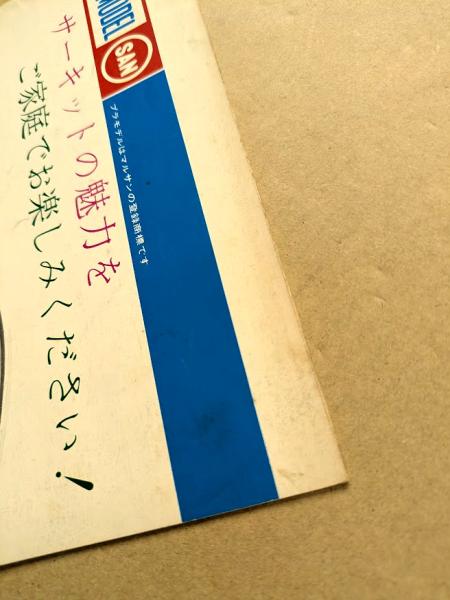 MODEL
SAN
プラモデルはマルサンの登録商標です
サーキットの魅力を
ご家庭でお楽しみください!